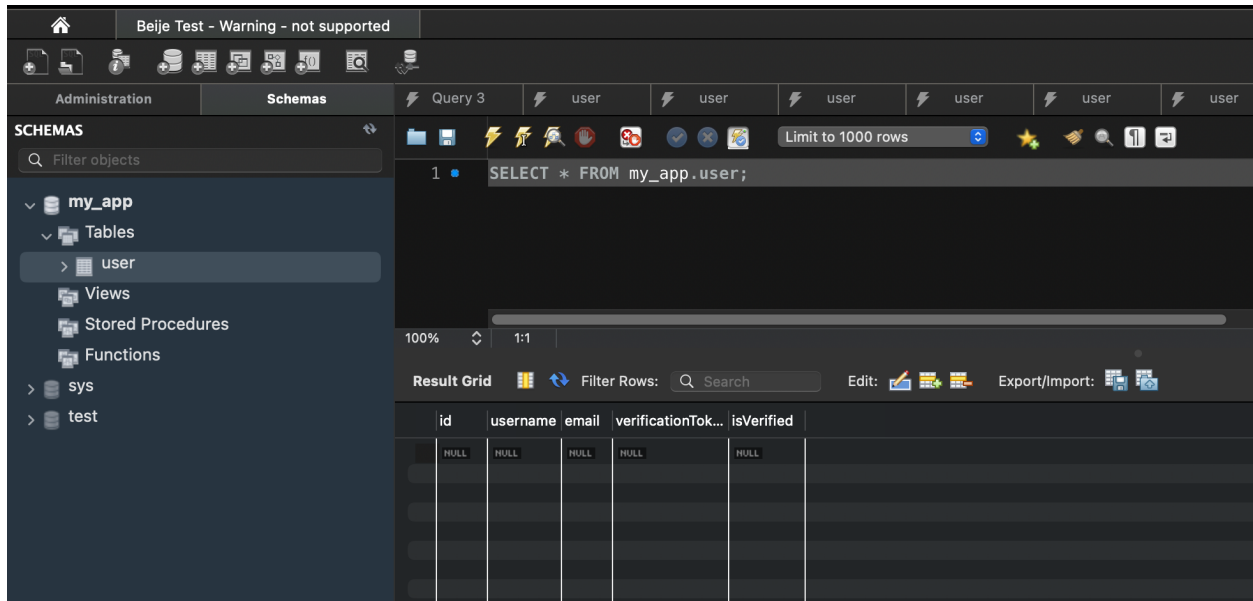 Beije Test - Warning - not supported
Administration
Schemas
Query 3
user
user
user
user
user
user
SCHEMAS
Filter objects
Limit to 1000 rows
1
SELECT * FROM my_app.user;
my_app
Tables
user
Views
Stored Procedures
Functions
sys
test
100%
1:1
Result Grid
Filter Rows:
Search
Edit:
Export/Import:
id
username
email
verificationTok...
isVerified
NULL
NULL
NULL
NULL
NULL